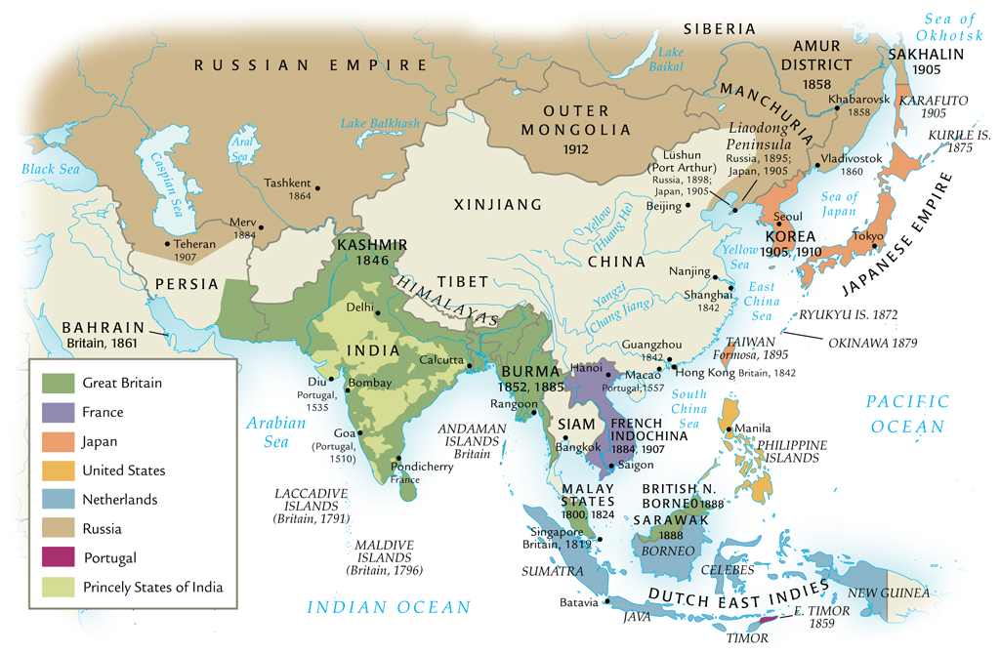 Sea of
Okhotsk
SIBERIA
RUSSIAN EMPIRE
Lake
Baikal
AMUR
DISTRICT
1858
SAKHALIN
1905
MANCHURIA
Khabarovsk
1858
KARAFUTO
1905
OUTER
MONGOLIA
1912
Lake Balkhash
Aral
Sea
Caspian Sea
Black Sea
Liaodong
Peninsula
Russia, 1895;
Japan, 1905
KURILE IS.
1875
Lüshun
(Port Arthur)
Russia, 1898;
Japan, 1905
Vladivostok
1860
Tashkent
1864
XINJIANG
Beijing
Sea of
Japan
JAPANESE EMPIRE
Merv
1884
Teheran
1907
Yellow
(Huang He)
Seoul
KOREA
1905, 1910
Tokyo
KASHMIR
1846
CHINA
Yellow
Sea
PERSIA
TIBET
HIMALAYAS
Nanjing
Shanghai
1842
East
China
Sea
Yangzi
(Chang Jiang)
Delhi
BAHRAIN
Britain, 1861
RYUKYU IS. 1872
OKINAWA 1879
TAIWAN
Formosa, 1895
INDIA
Calcutta
Guangzhou
1842
BURMA
1852, 1885
Hanoi
Macao
Portugal,1557
Hong Kong Britain, 1842
Diu
Portugal,
1535
Bombay
Rangoon
South
China
Sea
PACIFIC
OCEAN
Arabian
Sea
Goa
(Portugal,
1510)
ANDAMAN
ISLANDS
Britain
SIAM
Bangkok
FRENCH
INDOCHINA
1884, 1907
Saigon
Manila
PHILIPPINE
ISLANDS
Pondicherry
France
LACCADIVE
ISLANDS
(Britain, 1791)
MALAY
STATES
1800, 1824
BRITISH N.
BORNEO 1888
SARAWAK
1888
MALDIVE
ISLANDS
(Britain, 1796)
Singapore
Britain, 1819
BORNEO
SUMATRA
CELEBES
DUTCH EAST INDIES
NEW GUINEA
INDIAN OCEAN
Batavia
JAVA
E. TIMOR
1859
TIMOR
Great Britain
France
Japan
United States
Netherlands
Russia
Portugal
Princely States of India